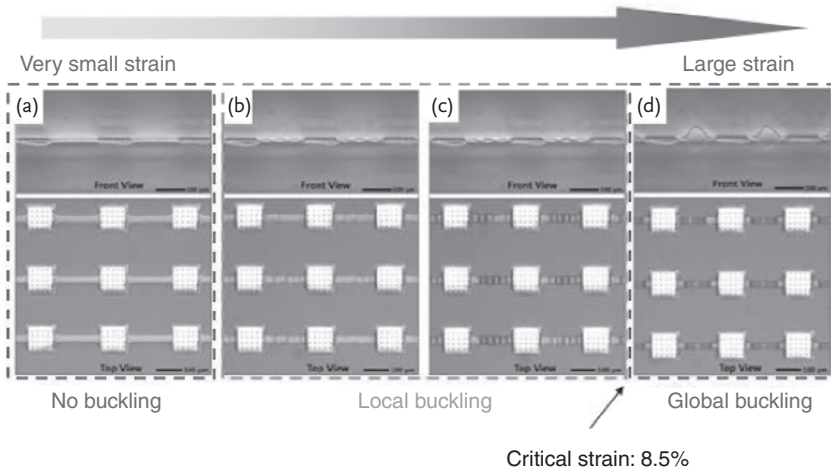 Very small strain
Large strain
(a)
(b)
(c)
(d)
Front View
Front View
Front View
Front View
Top View
Top View
Top View
Top View
No buckling
Local buckling
Global buckling
Critical strain: 8.5%